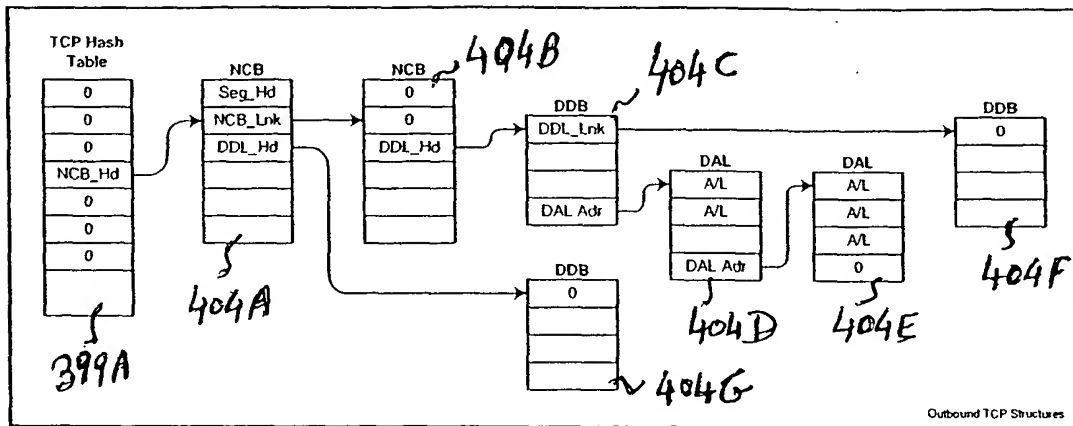 TCP Hash
Table
0
0
0
NCB_Hd
0
0
0
399A
NCB
Seg_Hd
NCB_Lnk
DDL_Hd
404A
NCB
0
0
DDL_Hd
404B
DDB
DDL_Lnk
DAL Adr
404C
DAL
A/L
A/L
DAL Adr
404D
DAL
A/L
A/L
A/L
0
404E
DDB
0
404F
DDB
0
404G
Outbound TCP Structures